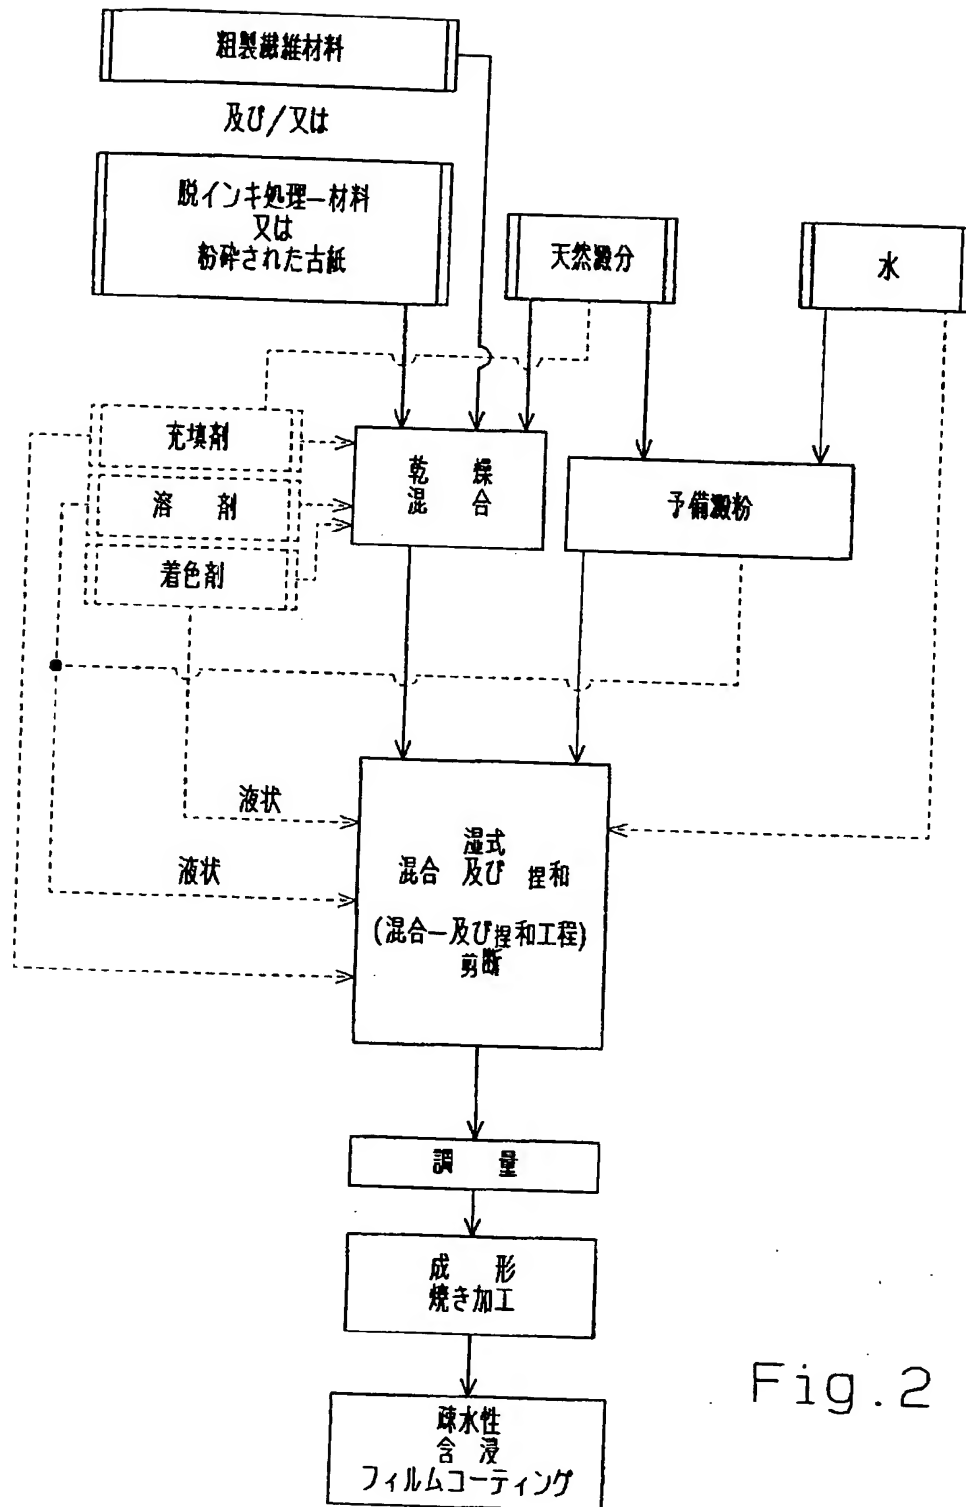 粗製繊維材料
及び/又は
脱インキ処理ー材料
又は
粉砕された古紙
天然澱分
水
充填剤
溶 剤
着色剤
乾 燥
混 合
予備澱粉
液状
液状
湿式
混合 及び 捏和
(混合ー及び捏和工程)
剪断
調 量
成 形
焼き加工
疎水性
含 浸
フィルムコーティング
Fig.2